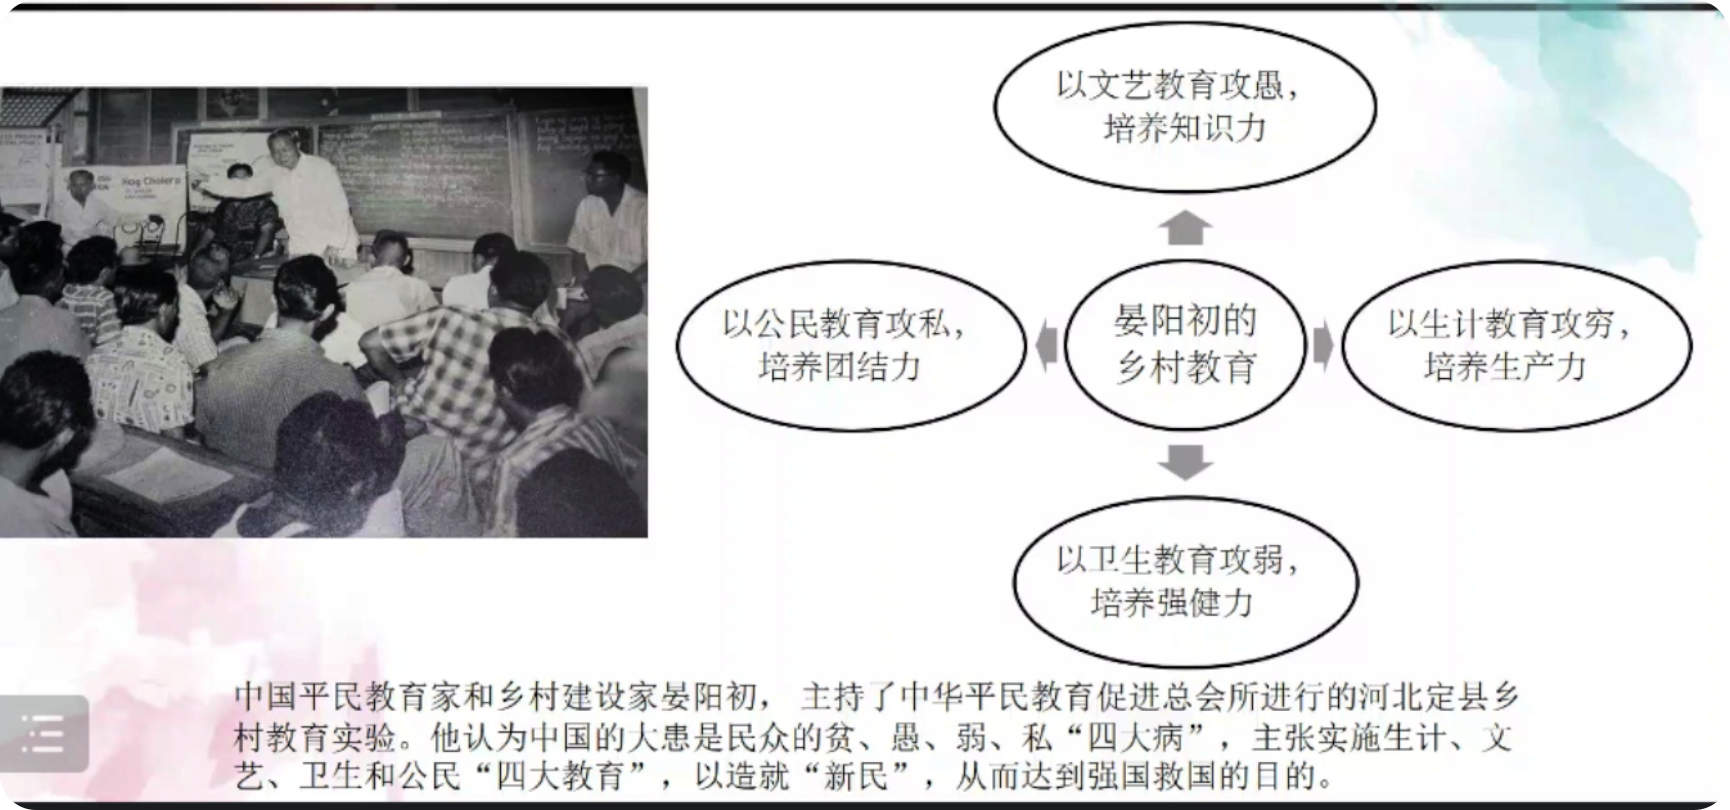 Hog Cholera
以文艺教育攻愚，
培养知识力
以公民教育攻私，
培养团结力
晏阳初的
乡村教育
以生计教育攻穷，
培养生产力
以卫生教育攻弱，
培养强健力
中国平民教育家和乡村建设家晏阳初， 主持了中华平民教育促进总会所进行的河北定县乡
村教育实验。他认为中国的大患是民众的贫、愚、弱、私“四大病”，主张实施生计、文
艺、卫生和公民“四大教育”，以造就“新民”，从而达到强国救国的目的。